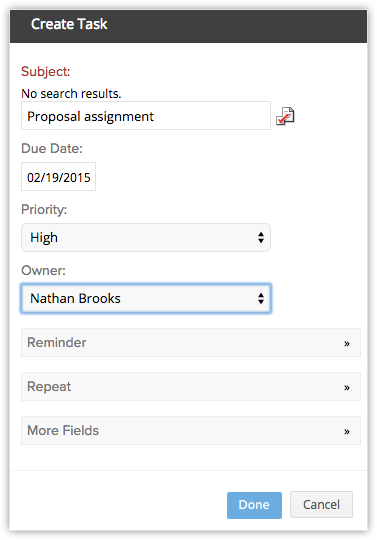 Create Task
Subject:
No search results.
Proposal assignment
Due Date:
02/19/2015
Priority:
High
Owner:
Nathan Brooks
Reminder »
Repeat »
More Fields »
Done Cancel